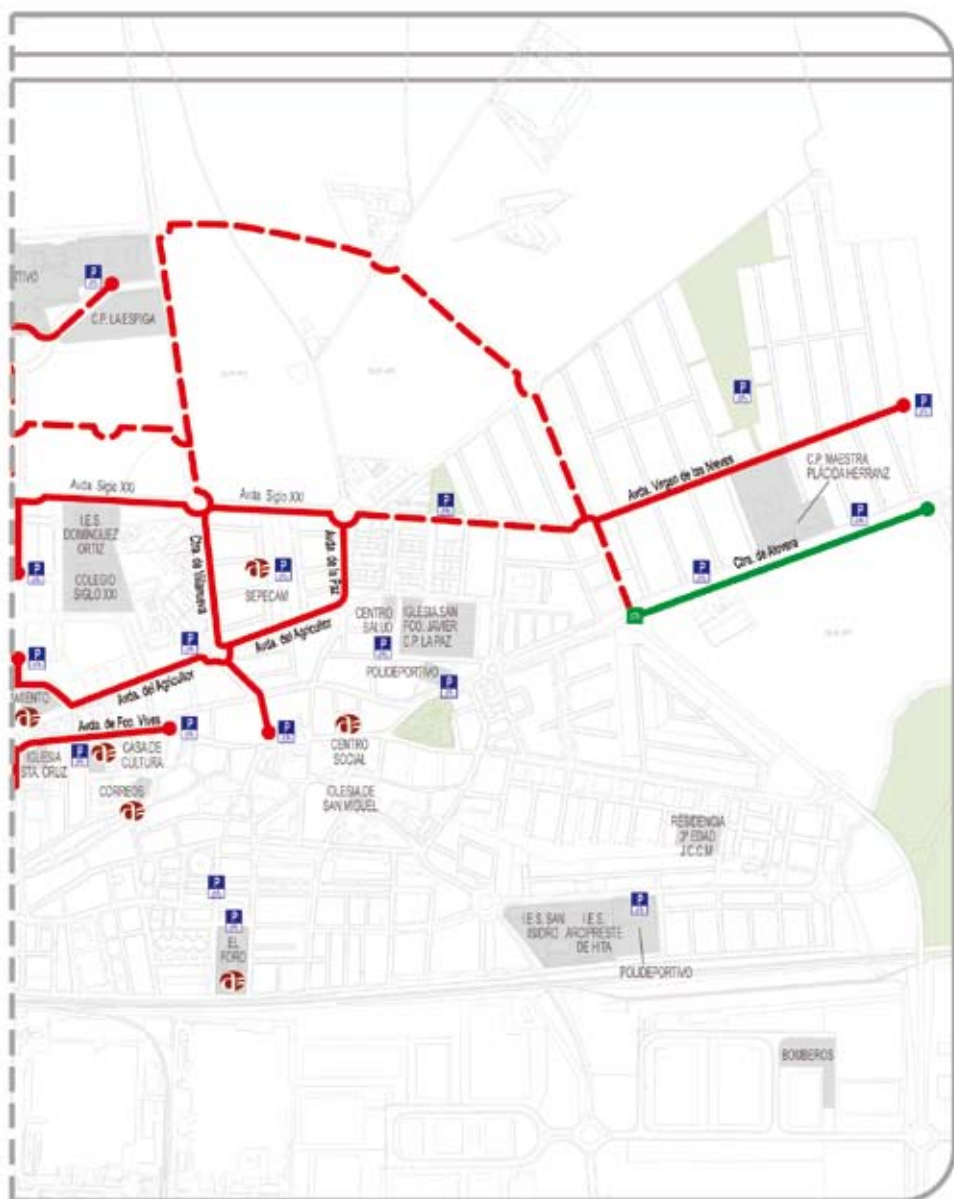 P
TIVO
C.P. LA ESPIGA
P
P
Avda. Virgen de las Nieves
C.P. MAESTRA
PLÁCIDA HERRANZ
Avda. Siglo XXI
Avda. Siglo XXI
P
P
I.E.S.
DOMÍNGUEZ
ORTIZ
COLEGIO
SIGLO XXI
Ctra. de Villanueva
Avda. de la Paz
Ctra. de Alovera
P
P
P
SEPECAM
CENTRO
SALUD
IGLESIA SAN
FCO. JAVIER
C.P. LA PAZ
Avda. del Agricultor
P
P
P
POLIDEPORTIVO
P
Avda. del Agricultor
MIENTO
Avda. de Fco. Vives
P
P
IGLESIA
STA. CRUZ
P
CASA DE
CULTURA
CENTRO
SOCIAL
CORREOS
IGLESIA DE
SAN MIGUEL
RESIDENCIA
3ª EDAD
J.C.C.M
P
P
P
I.E.S. SAN
ISIDRO
I.E.S.
ARCIPRESTE
DE HITA
EL
FORO
POLIDEPORTIVO
BOMBEROS